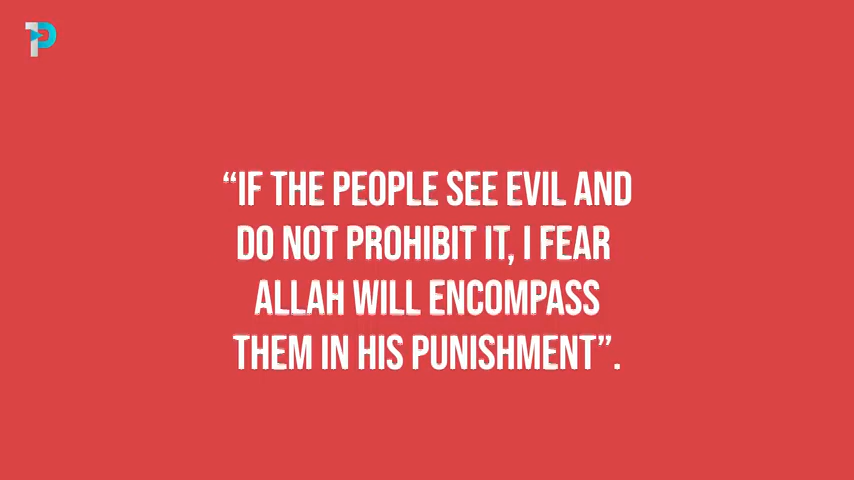 “IF THE PEOPLE SEE EVIL AND
DO NOT PROHIBIT IT, I FEAR
ALLAH WILL ENCOMPASS
THEM IN HIS PUNISHMENT”.